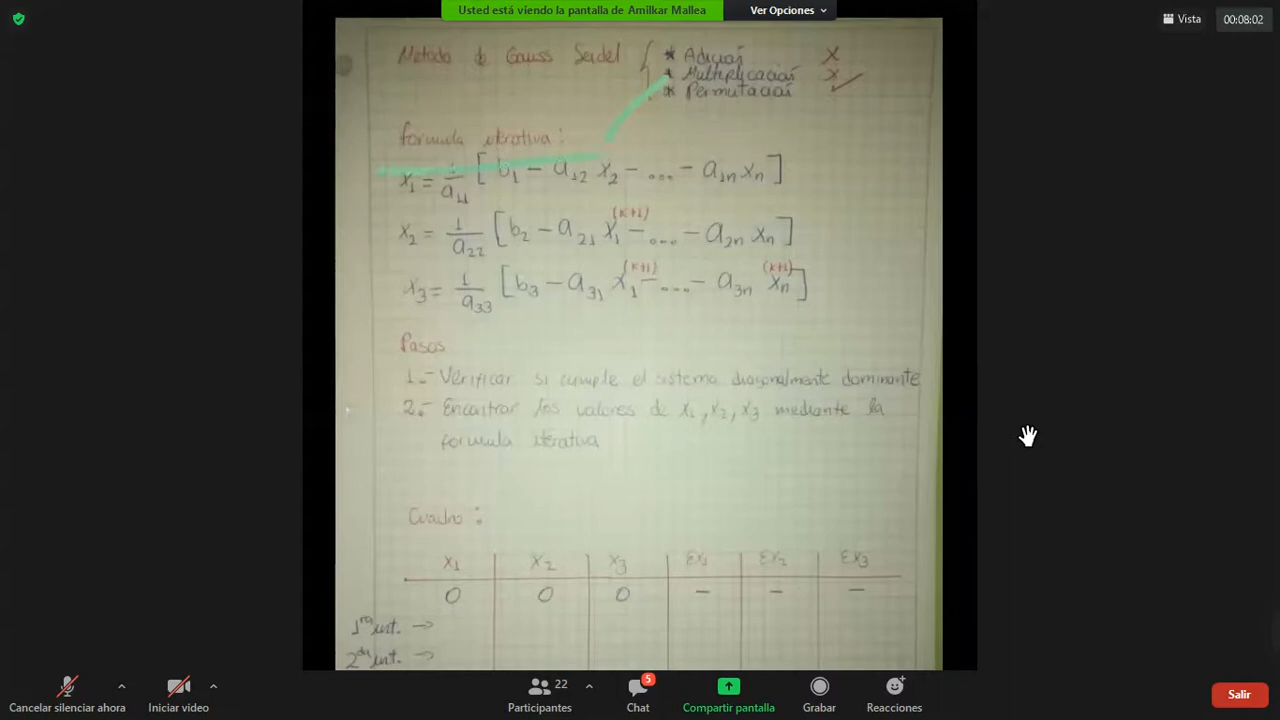 Usted está viendo la pantalla de Amilkar Mallea
Ver Opciones
Vista
00:08:02
Metodo de Gauss Seidel { * Adicion X
* Multiplicacion X
* Permutacion ✓
formula iterativa:
x₁ = 1/a₁₁ [b₁ - a₁₂ x₂ - ... - a₁n xn]
x₂ = 1/a₂₂ [b₂ - a₂₁ x₁^(K+1) - ... - a₂n xn]
x₃ = 1/a₃₃ [b₃ - a₃₁ x₁^(K+1) - ... - a₃n xn^(K+1)]
Pasos
1.- Verificar si cumple el sistema diagonalmente dominante
2.- Encontrar los valores de x₁, x₂, x₃ mediante la
formula iterativa
Cuadro:
x₁ x₂ x₃ Ex₁ Ex₂ Ex₃
0 0 0 - - -
1ra int. →
2da int. →
Cancelar silenciar ahora
Iniciar video
22
Participantes
5
Chat
Compartir pantalla
Grabar
Reacciones
Salir